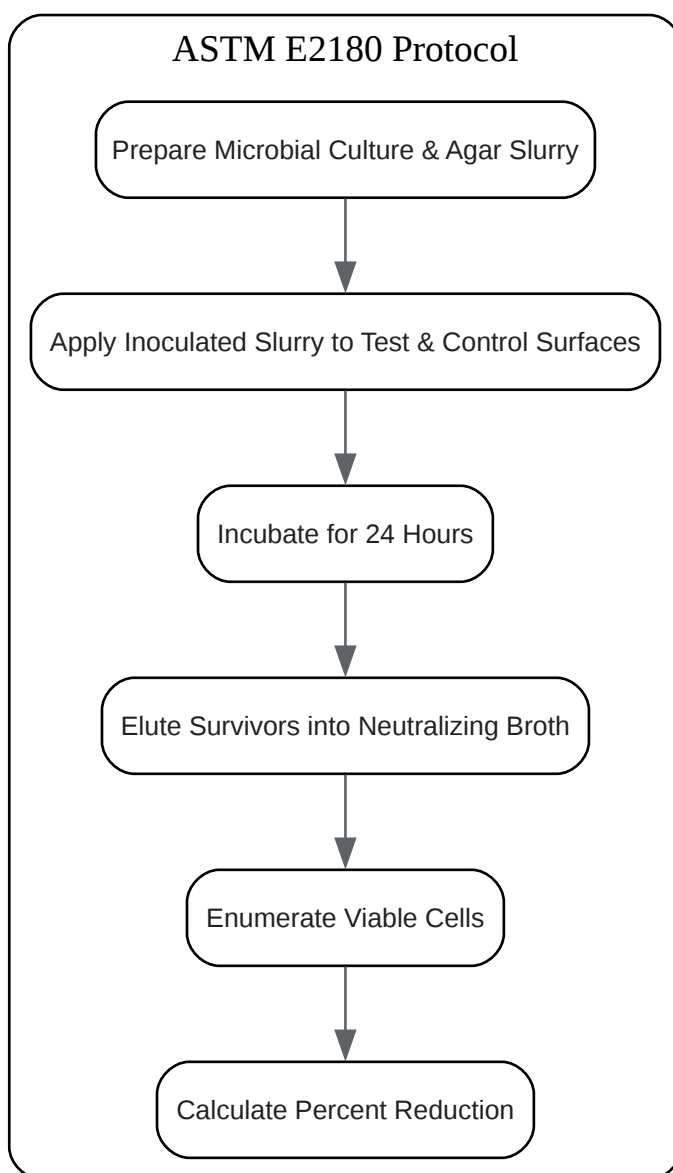 ASTM E2180 Protocol
Prepare Microbial Culture & Agar Slurry
Apply Inoculated Slurry to Test & Control Surfaces
Incubate for 24 Hours
Elute Survivors into Neutralizing Broth
Enumerate Viable Cells
Calculate Percent Reduction